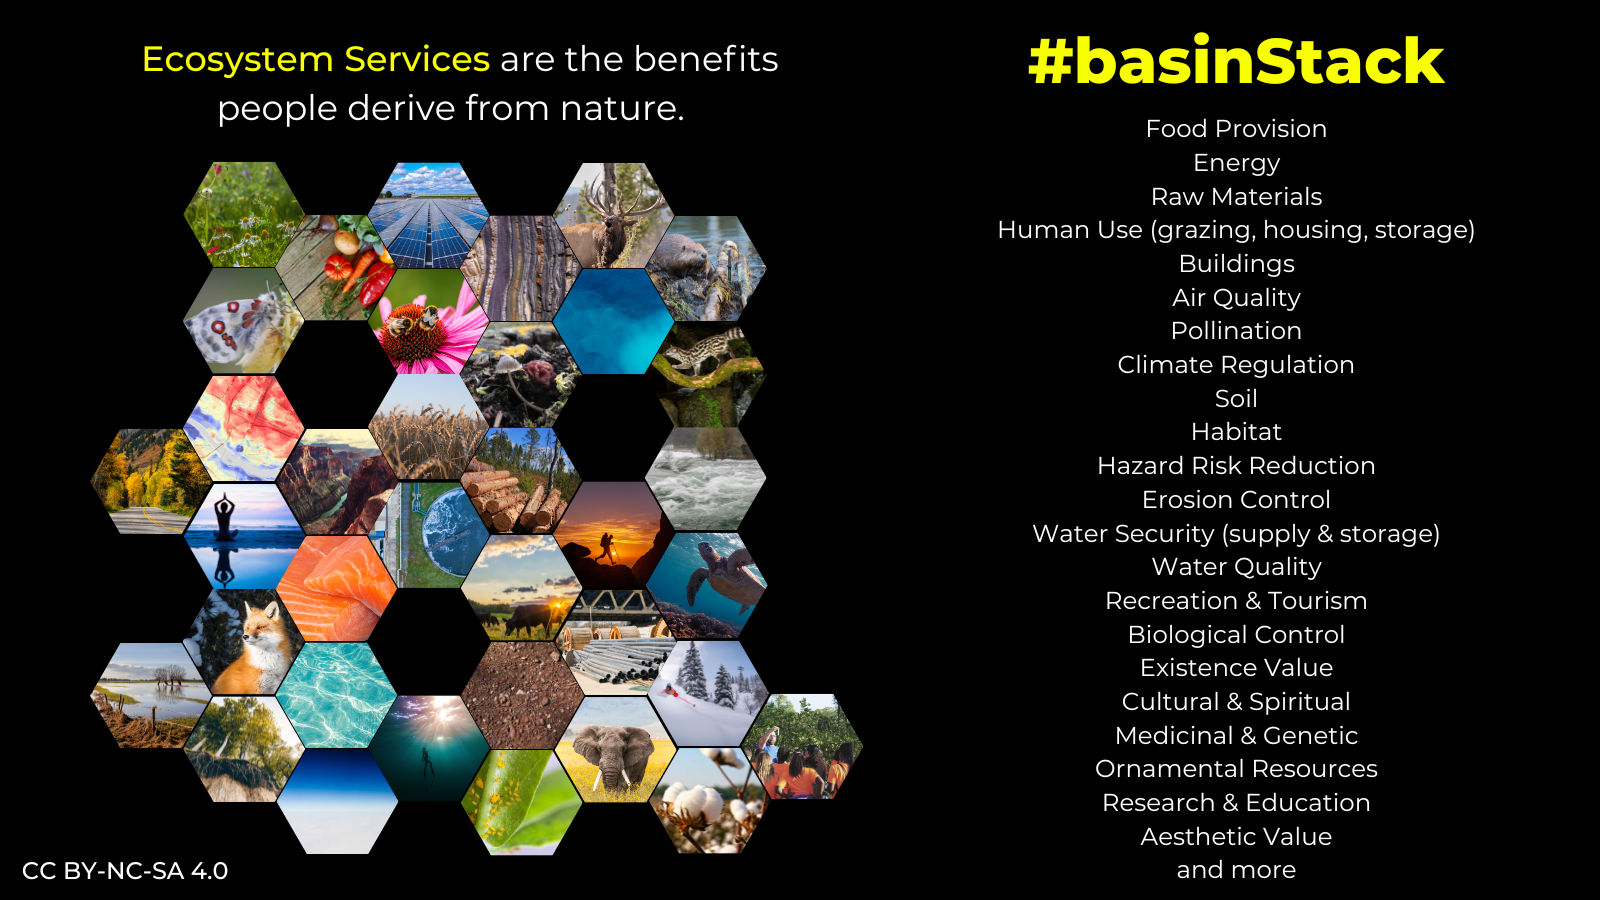 Ecosystem Services are the benefits
people derive from nature.
#basinStack
Food Provision
Energy
Raw Materials
Human Use (grazing, housing, storage)
Buildings
Air Quality
Pollination
Climate Regulation
Soil
Habitat
Hazard Risk Reduction
Erosion Control
Water Security (supply & storage)
Water Quality
Recreation & Tourism
Biological Control
Existence Value
Cultural & Spiritual
Medicinal & Genetic
Ornamental Resources
Research & Education
Aesthetic Value
and more
CC BY-NC-SA 4.0